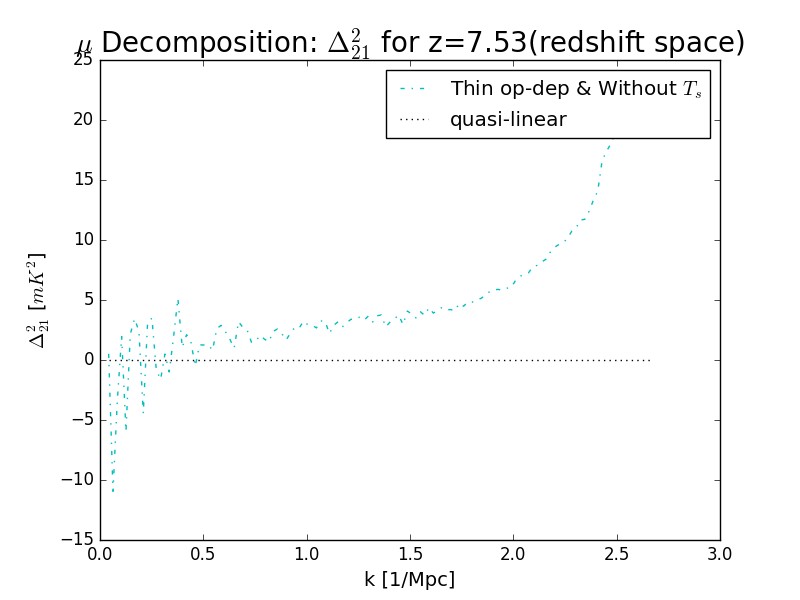 μ Decomposition: Δ²₂₁ for z=7.53(redshift space)
Thin op-dep & Without Tₛ
quasi-linear
25
20
15
10
5
0
−5
−10
−15
Δ²₂₁ [mK²]
0.0 0.5 1.0 1.5 2.0 2.5 3.0
k [1/Mpc]